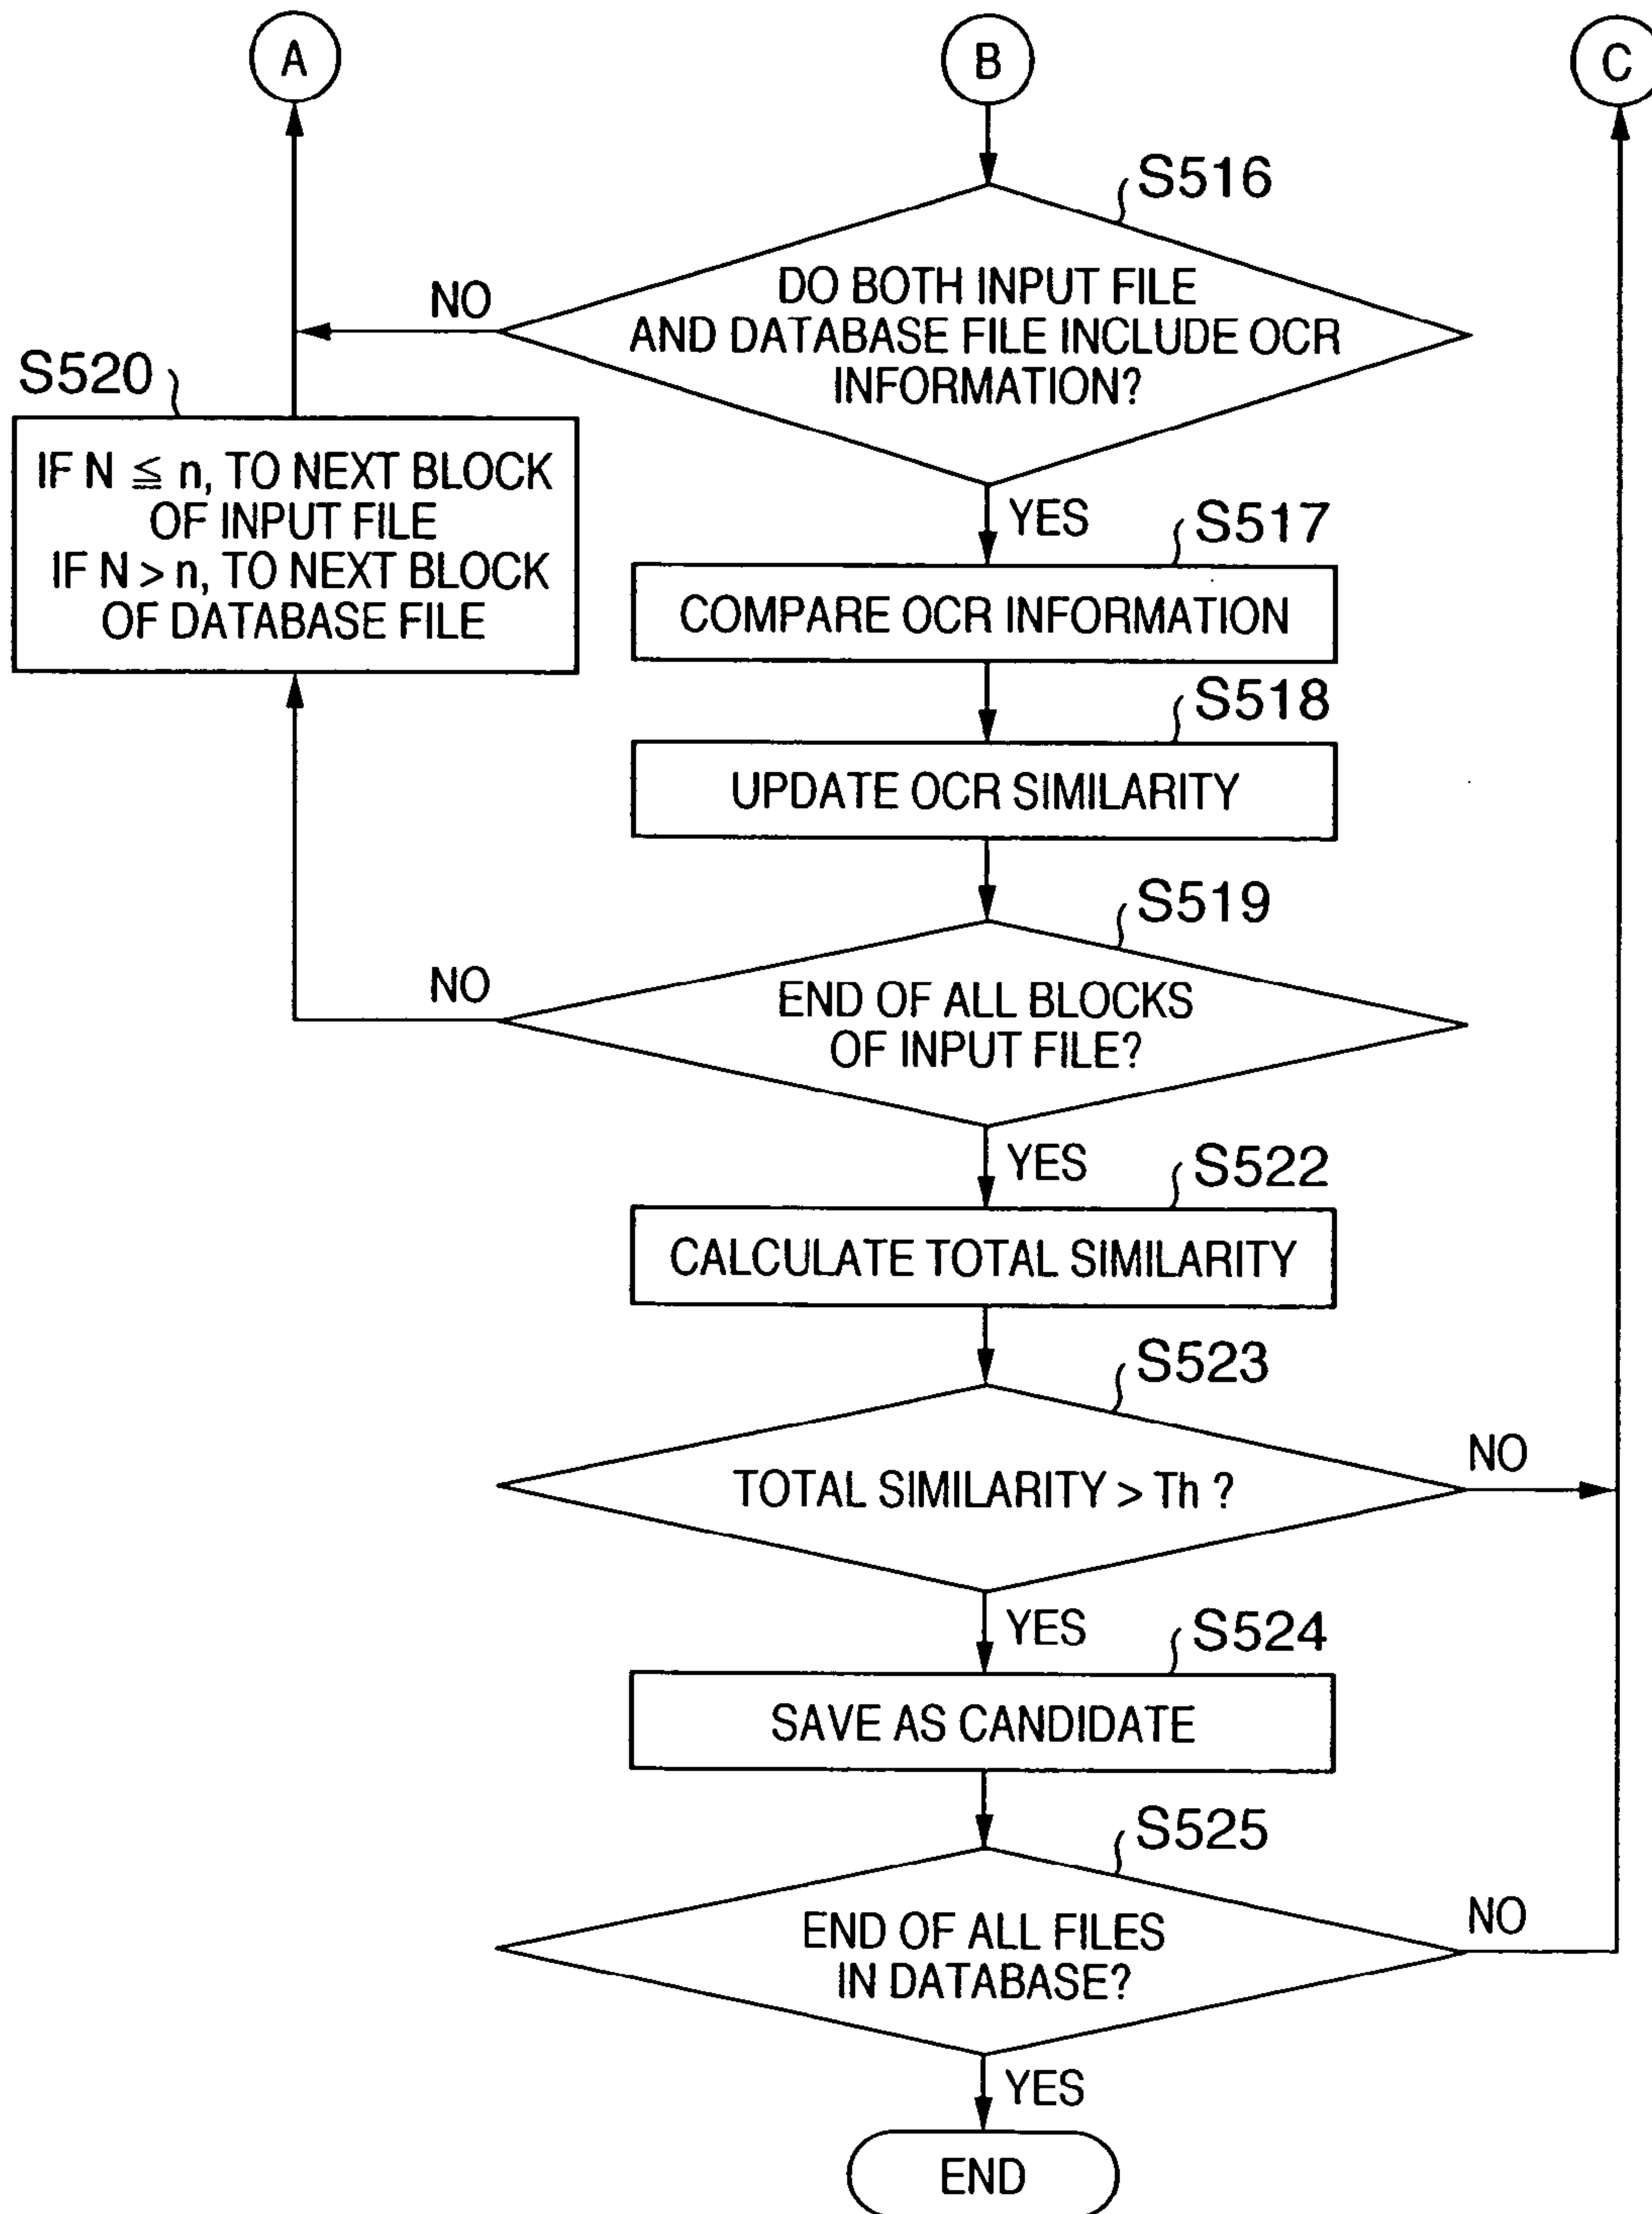 A
B
C
S516
DO BOTH INPUT FILE
AND DATABASE FILE INCLUDE OCR
INFORMATION?
NO
S520
IF N ≦ n, TO NEXT BLOCK
OF INPUT FILE
IF N > n, TO NEXT BLOCK
OF DATABASE FILE
YES
S517
COMPARE OCR INFORMATION
S518
UPDATE OCR SIMILARITY
S519
NO
END OF ALL BLOCKS
OF INPUT FILE?
YES
S522
CALCULATE TOTAL SIMILARITY
S523
TOTAL SIMILARITY > Th ?
NO
YES
S524
SAVE AS CANDIDATE
S525
END OF ALL FILES
IN DATABASE?
NO
YES
END